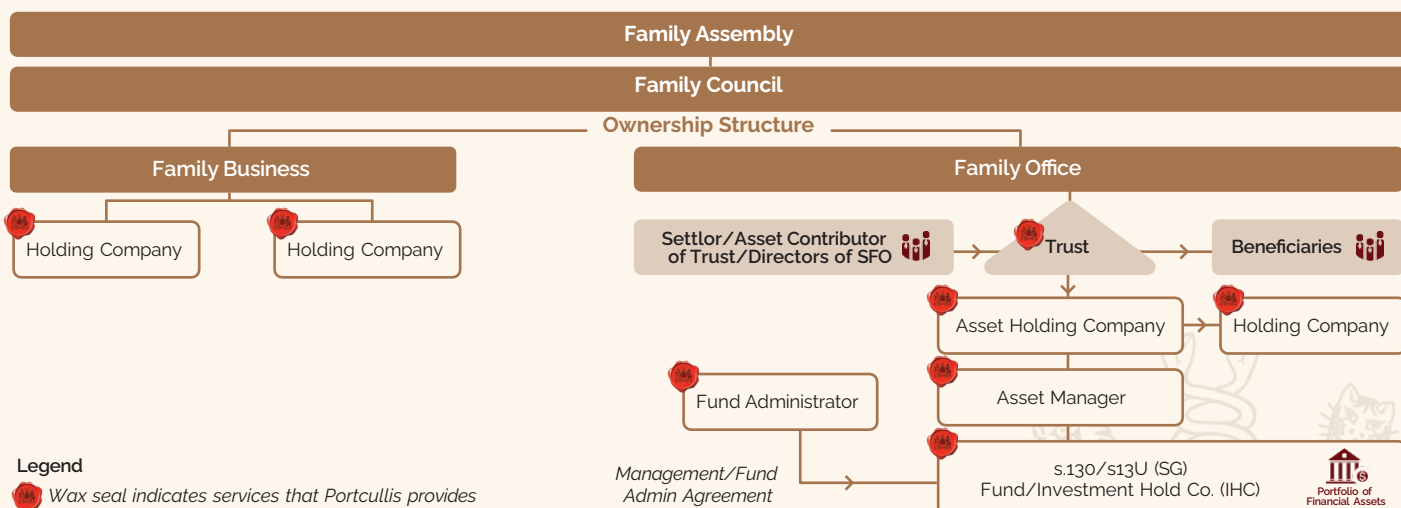 Family Assembly
Family Council
Ownership Structure
Family Business
Family Office
Holding Company
Holding Company
Settlor/Asset Contributor
of Trust/Directors of SFO
Trust
Beneficiaries
Asset Holding Company
Holding Company
Fund Administrator
Asset Manager
Legend
Wax seal indicates services that Portcullis provides
Management/Fund
Admin Agreement
s.130/s13U (SG)
Fund/Investment Hold Co. (IHC)
Portfolio of
Financial Assets